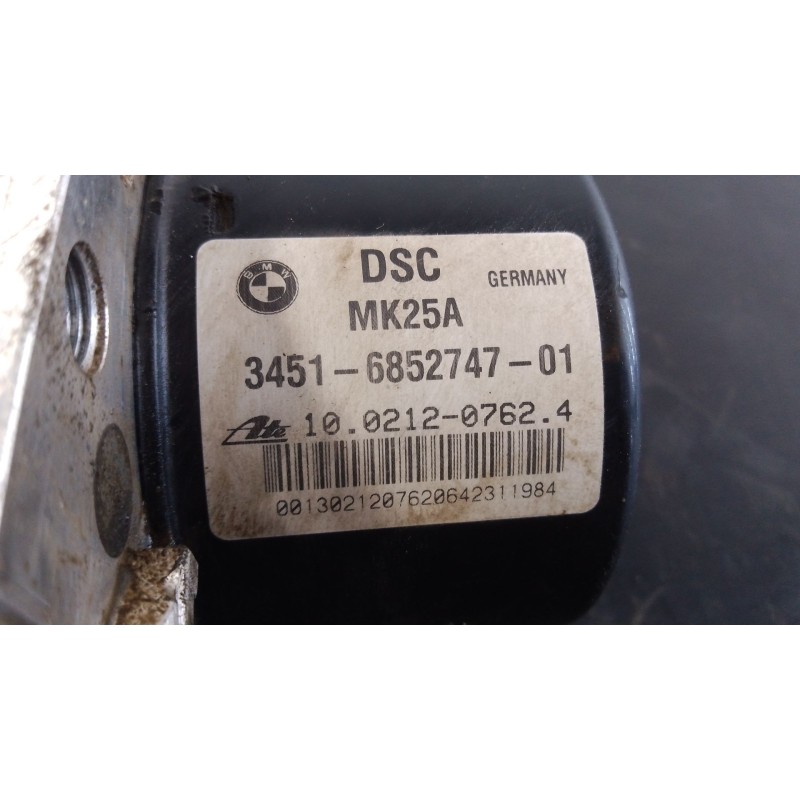 BMW
DSC
GERMANY
MK25A
3451-6852747-01
Ate 10.0212-0762.4
0013021207620642311984